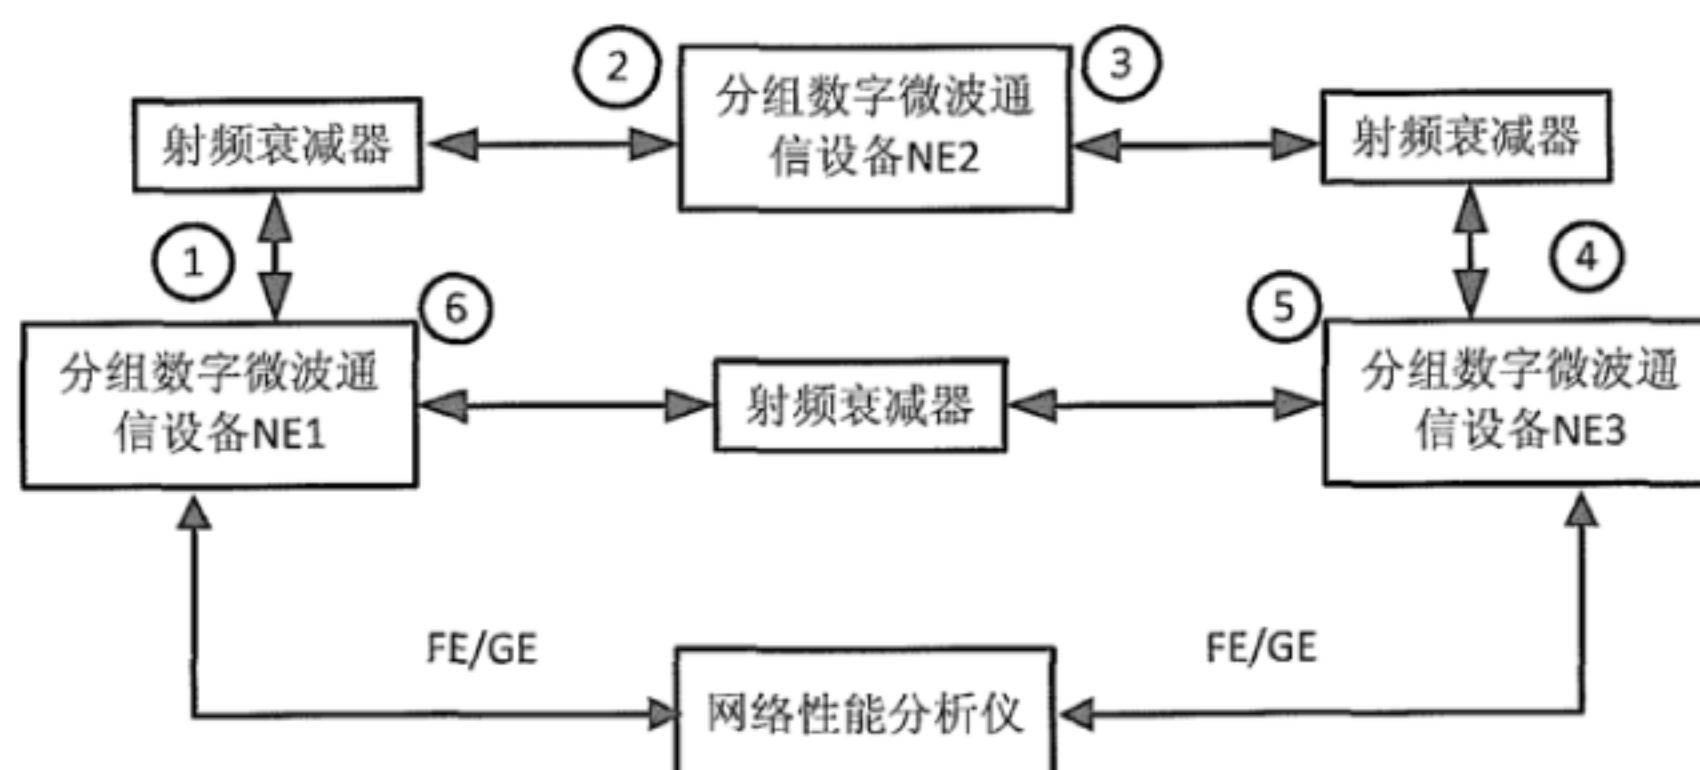 ②
分组数字微波通
信设备NE2
③
射频衰减器
射频衰减器
①
④
⑥
⑤
分组数字微波通
信设备NE1
射频衰减器
分组数字微波通
信设备NE3
FE/GE
FE/GE
网络性能分析仪